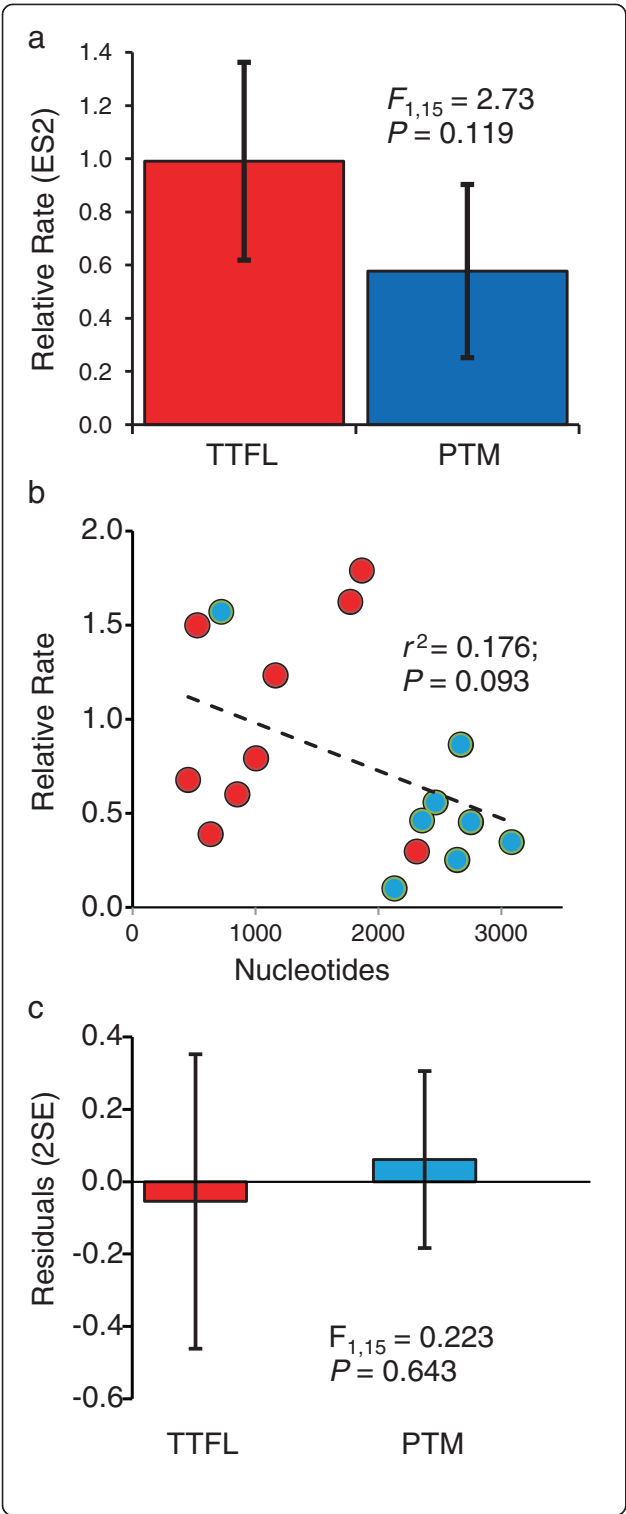 a
1.4
1.2
1.0
0.8
0.6
0.4
0.2
0.0
Relative Rate (ES2)
F1,15 = 2.73
P = 0.119
TTFL PTM
b
2.0
1.5
1.0
0.5
0.0
Relative Rate
r2 = 0.176;
P = 0.093
0 1000 2000 3000
Nucleotides
c
0.4
0.2
0.0
-0.2
-0.4
-0.6
Residuals (2SE)
F1,15 = 0.223
P = 0.643
TTFL PTM